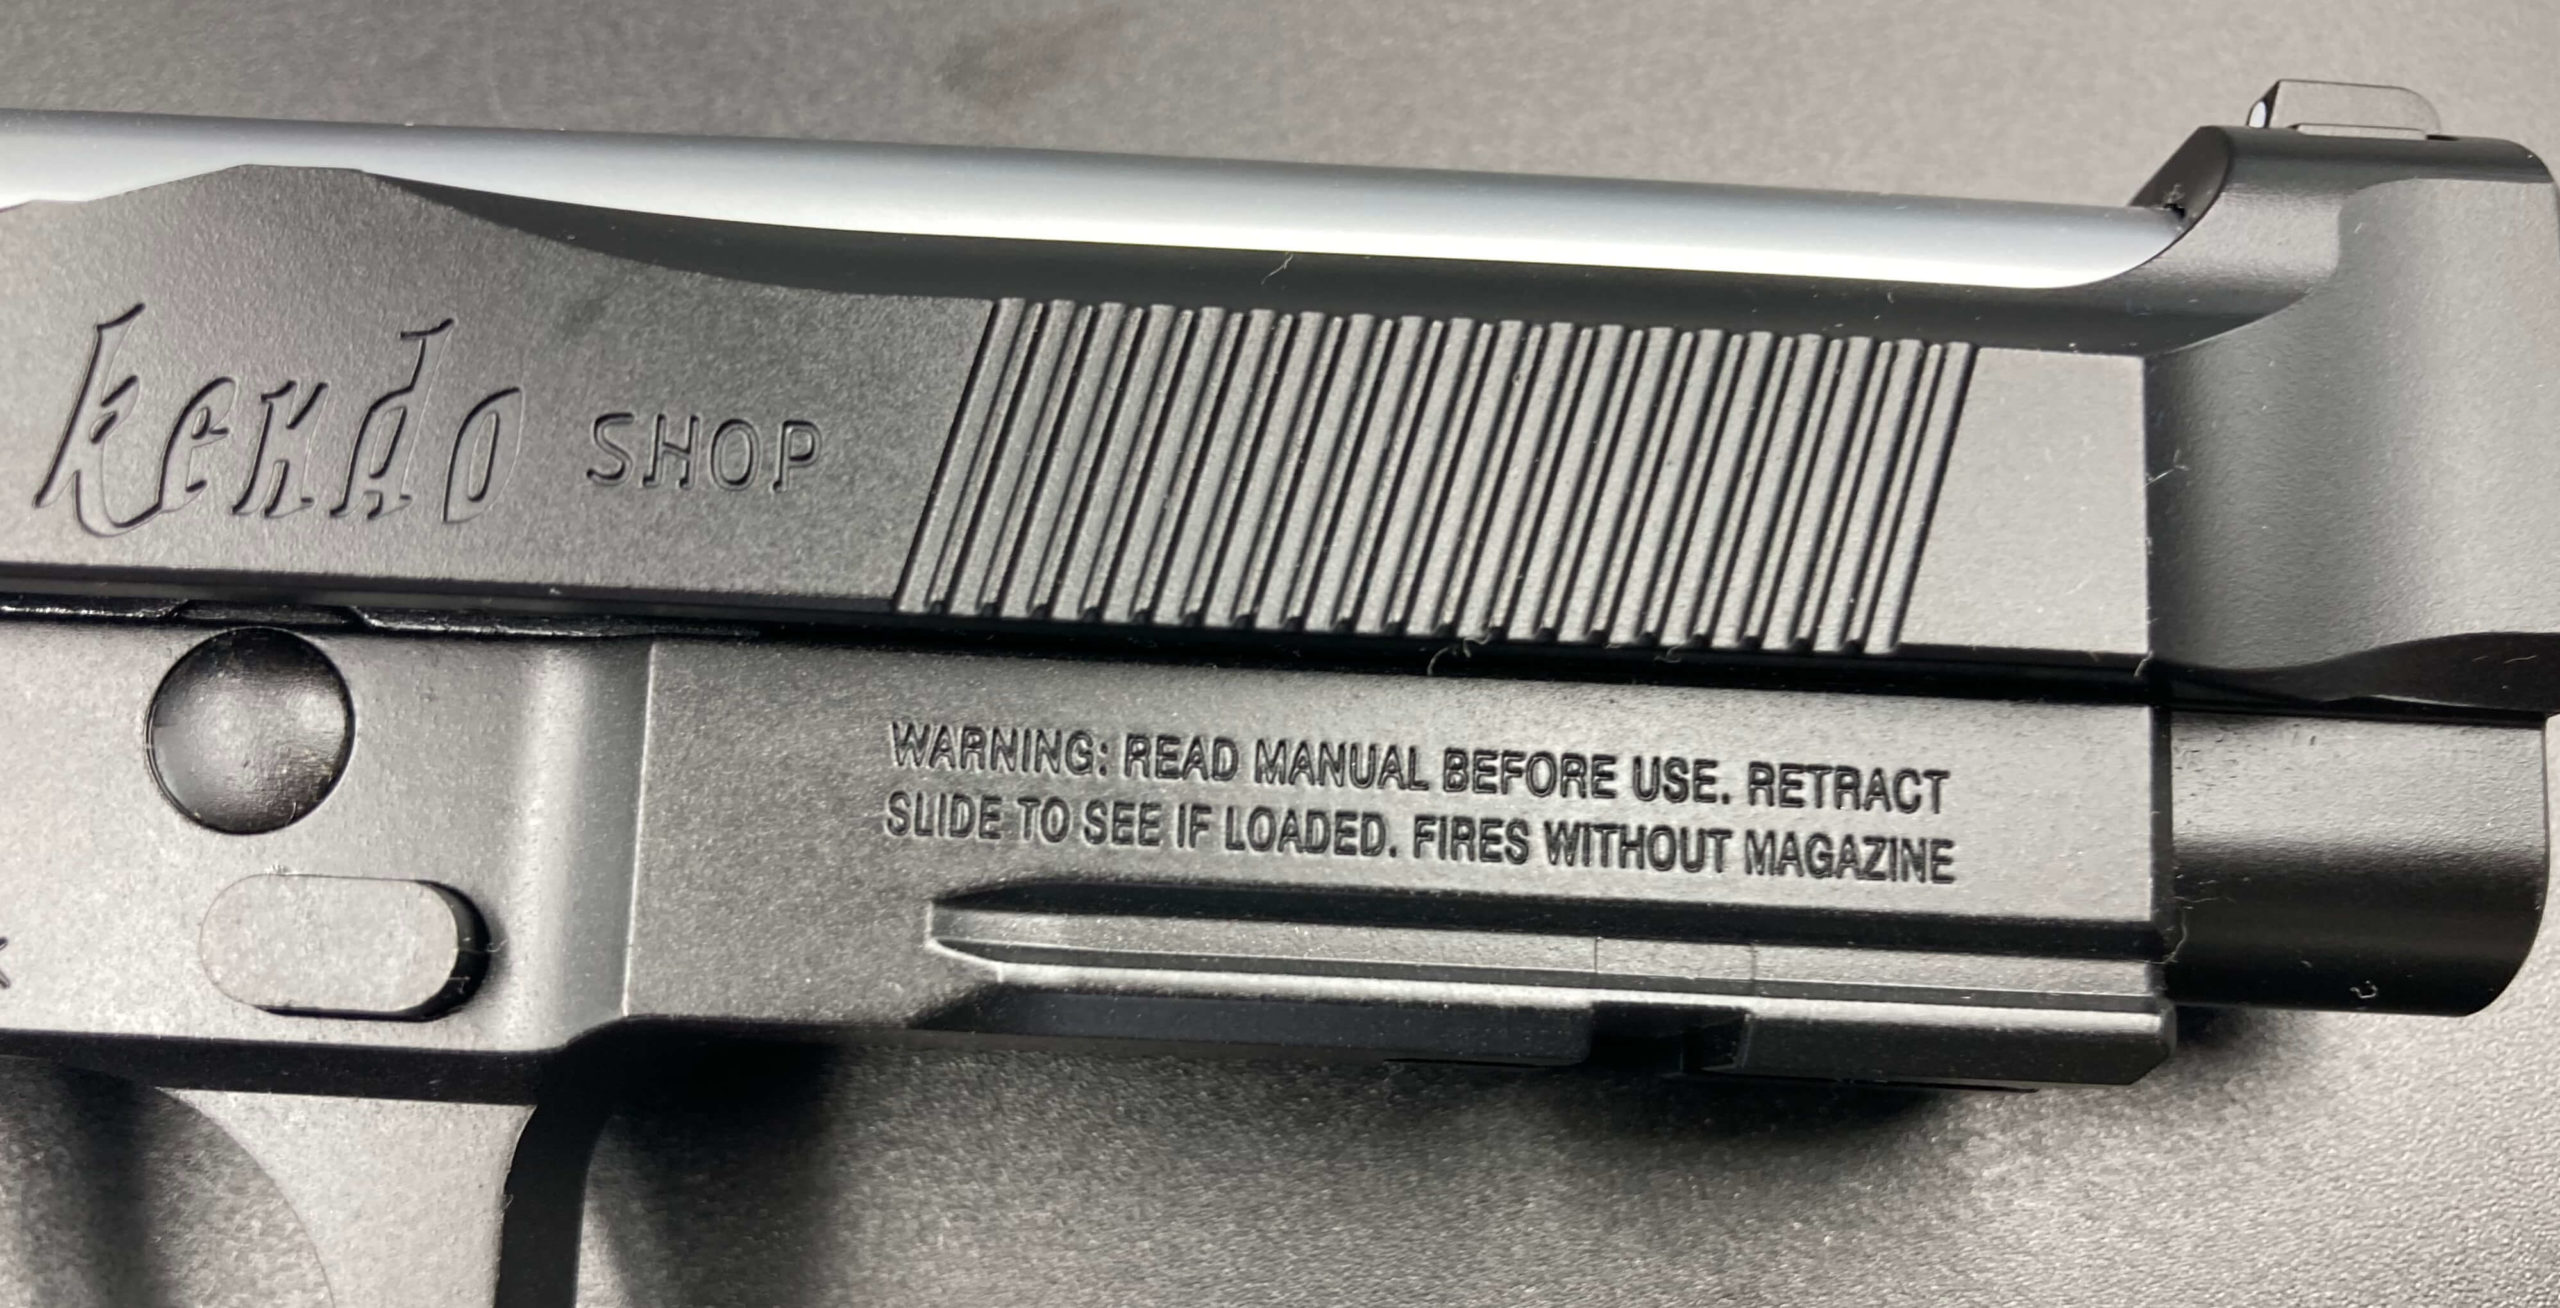 Kendo SHOP
WARNING: READ MANUAL BEFORE USE. RETRACT
SLIDE TO SEE IF LOADED. FIRES WITHOUT MAGAZINE